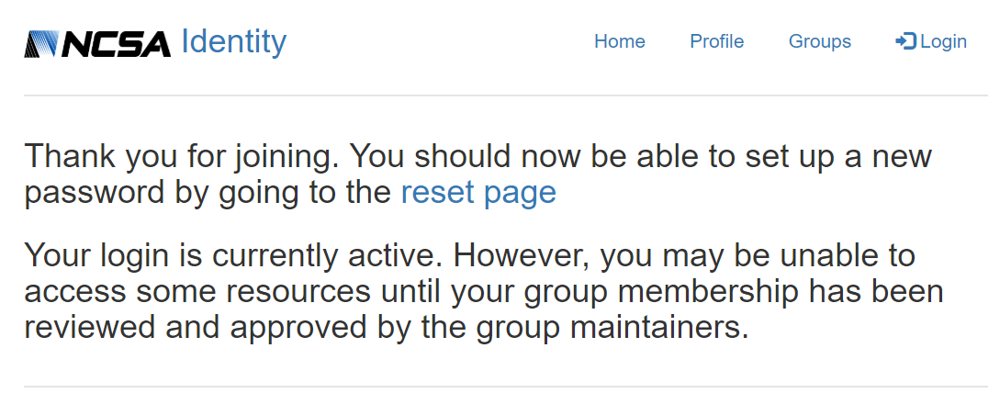 NCSA Identity Home Profile Groups Login
Thank you for joining. You should now be able to set up a new
password by going to the reset page
Your login is currently active. However, you may be unable to
access some resources until your group membership has been
reviewed and approved by the group maintainers.